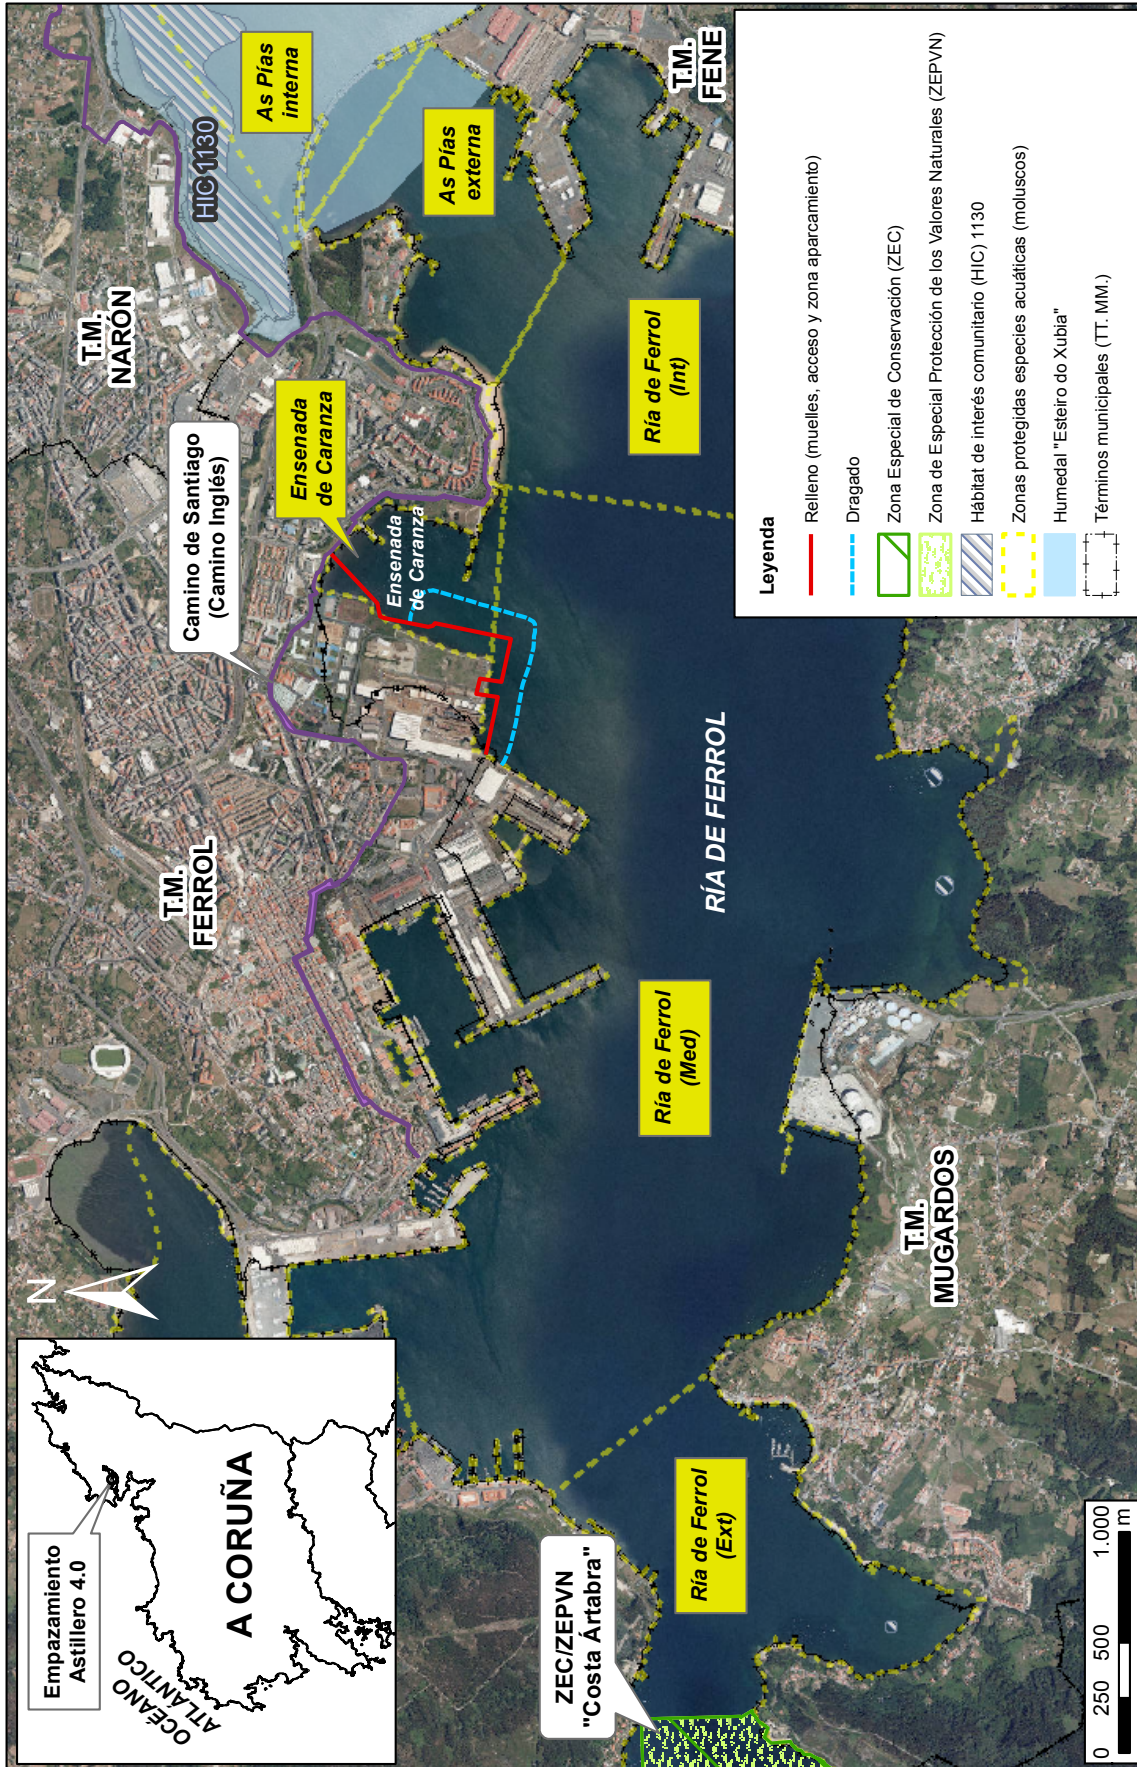 Empazamiento
Astillero 4.0
OCÉANO
ATLÁNTICO
A CORUÑA
N
T.M.
FERROL
T.M.
NARÓN
Camino de Santiago
(Camino Inglés)
HIC 1130
As Pías
interna
As Pías
externa
T.M.
FENE
Ensenada
de Caranza
Ensenada
de Caranza
Ría de Ferrol
(Int)
RÍA DE FERROL
Ría de Ferrol
(Med)
Ría de Ferrol
(Ext)
ZEC/ZEPVN
"Costa Ártabra"
T.M.
MUGARDOS
0 250 500 1.000
m
Leyenda
Relleno (muelles, acceso y zona aparcamiento)
Dragado
Zona Especial de Conservación (ZEC)
Zona de Especial Protección de los Valores Naturales (ZEPVN)
Hábitat de interés comunitario (HIC) 1130
Zonas protegidas especies acuáticas (moluscos)
Humedal "Esteiro do Xubia"
Términos municipales (TT. MM.)